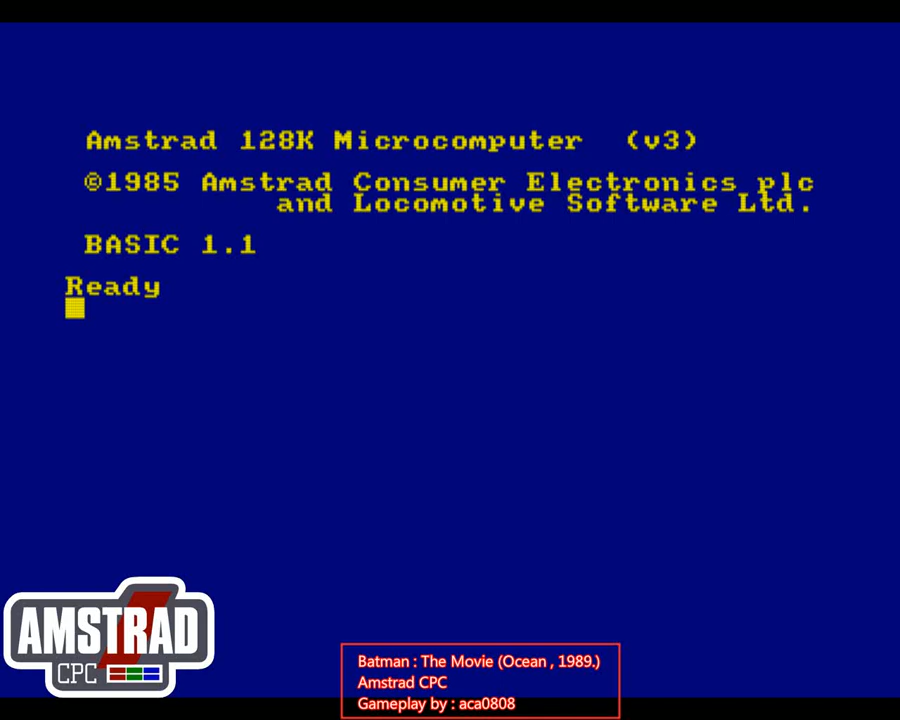 Amstrad 128K Microcomputer (v3)
©1985 Amstrad Consumer Electronics plc
and Locomotive Software Ltd.
BASIC 1.1
Ready
AMSTRAD
CPC
Batman : The Movie (Ocean , 1989.)
Amstrad CPC
Gameplay by : aca0808